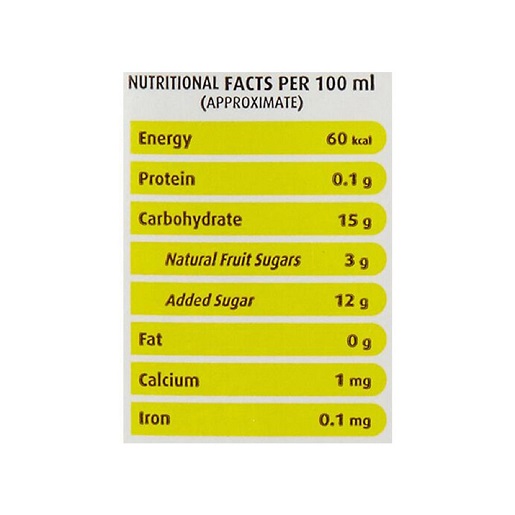 NUTRITIONAL FACTS PER 100 ml
(APPROXIMATE)
Energy 60 kcal
Protein 0.1 g
Carbohydrate 15 g
Natural Fruit Sugars 3 g
Added Sugar 12 g
Fat 0 g
Calcium 1 mg
Iron 0.1 mg